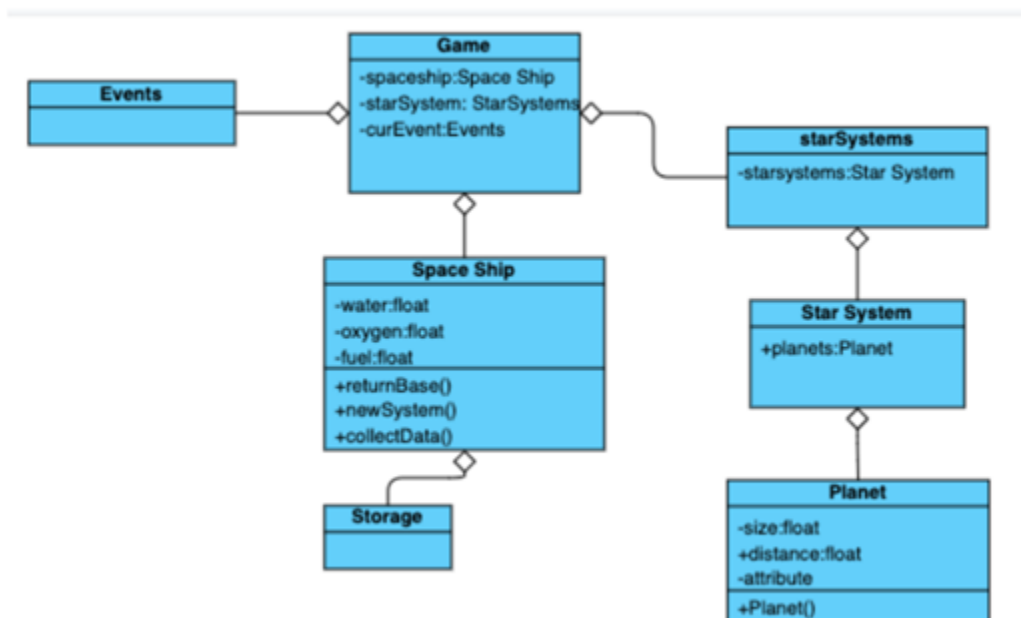 Game
-spaceship:Space Ship
-starSystem: StarSystems
-curEvent:Events
Events
starSystems
-starsystems:Star System
Space Ship
-water:float
-oxygen:float
-fuel:float
+returnBase()
+newSystem()
+collectData()
Star System
+planets:Planet
Storage
Planet
-size:float
+distance:float
-attribute
+Planet()